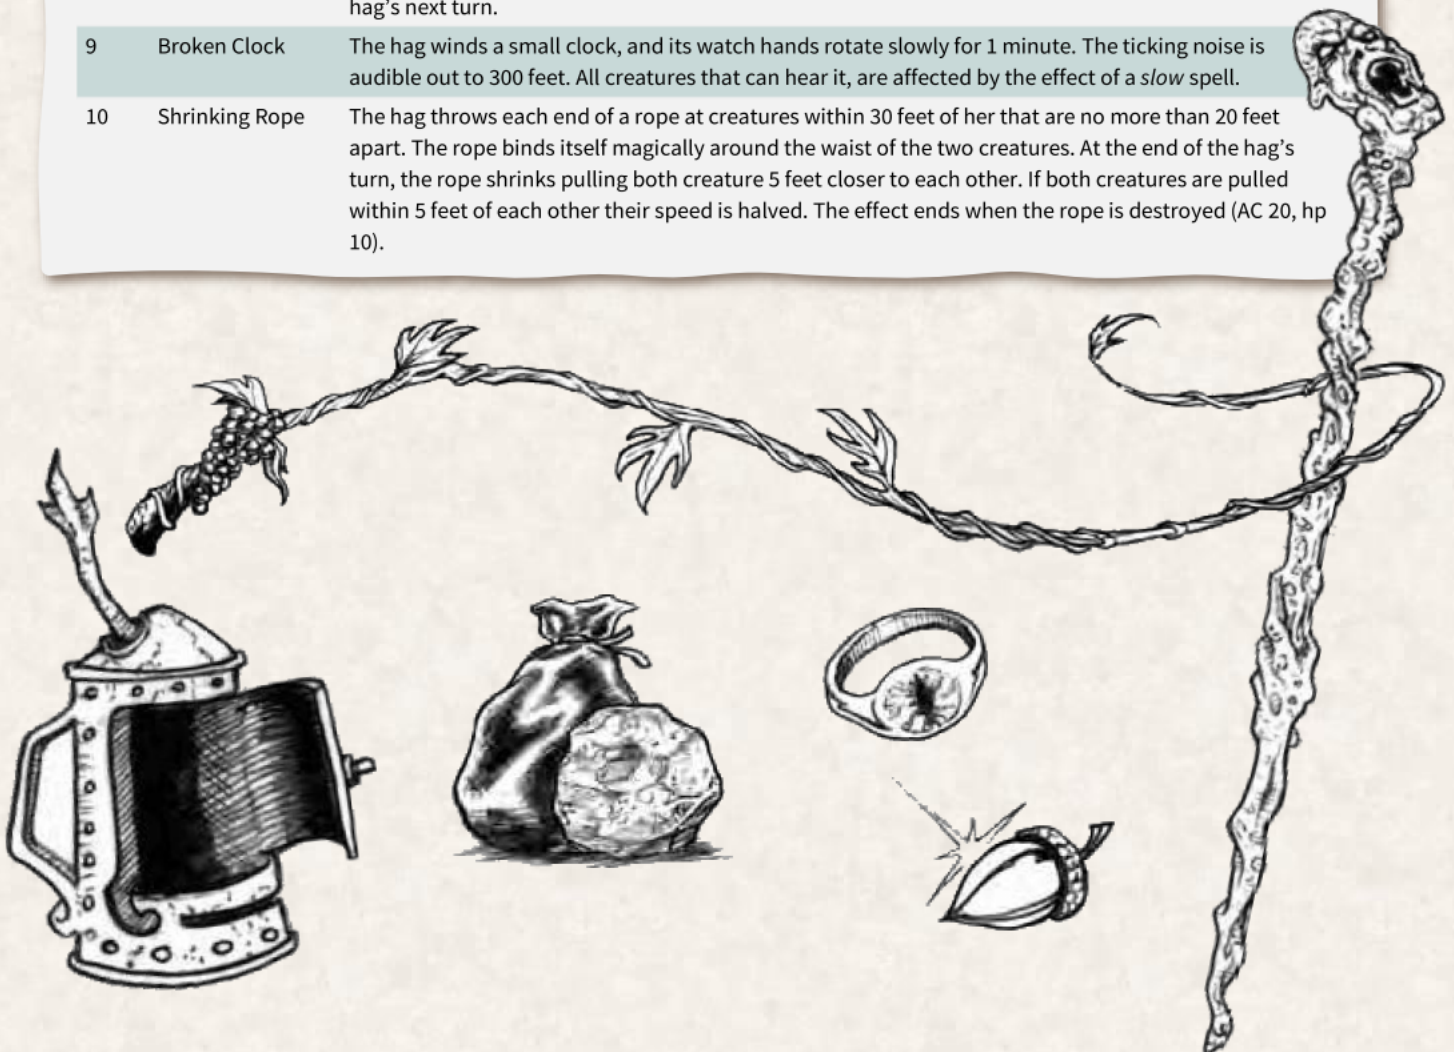 hag's next turn.
9 Broken Clock The hag winds a small clock, and its watch hands rotate slowly for 1 minute. The ticking noise is
audible out to 300 feet. All creatures that can hear it, are affected by the effect of a slow spell.
10 Shrinking Rope The hag throws each end of a rope at creatures within 30 feet of her that are no more than 20 feet
apart. The rope binds itself magically around the waist of the two creatures. At the end of the hag's
turn, the rope shrinks pulling both creature 5 feet closer to each other. If both creatures are pulled
within 5 feet of each other their speed is halved. The effect ends when the rope is destroyed (AC 20, hp
10).